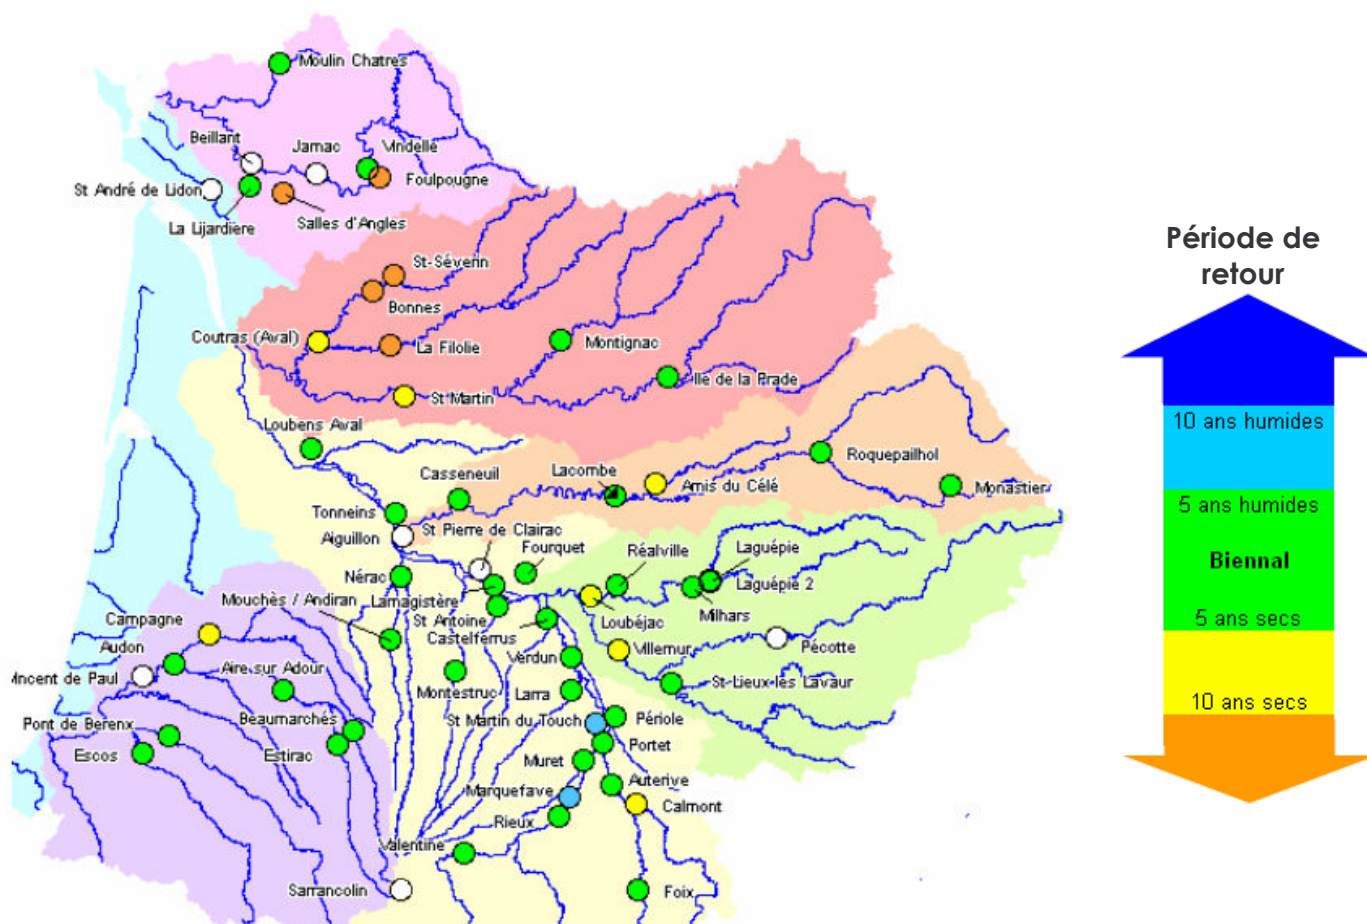 Moulin Chatres
Beillant
Jarnac
Vindelle
St André de Lidon
Foulpougne
La Lijardière
Salles d'Angles
St-Séverin
Bonnes
Coutras (Aval)
La Filolie
Montignac
Ile de la Prade
St Martin
Loubens Aval
Roquepailhol
Casseneuil
Lacombe
Amis du Célé
Monastier
Tonneins
St Pierre de Clairac
Aiguillon
Fourquet
Réalville
Laguépie
Nérac
Laguépie 2
Lamagistère
Mouchès / Andiran
St Antoine
Loubéjac
Milhars
Campagne
Castelferrus
Audon
Verdun
Villemur
Pécotte
Aire sur Adour
Vincent de Paul
Montestruc
Larra
St-Lieux lès Lavaur
Pont de Berenx
Beaumarchés
St Martin du Touch
Périole
Escos
Estirac
Portet
Muret
Auterive
Marquefave
Calmont
Rieux
Valentine
Sarrancolin
Foix
Période de
retour
10 ans humides
5 ans humides
Biennal
5 ans secs
10 ans secs